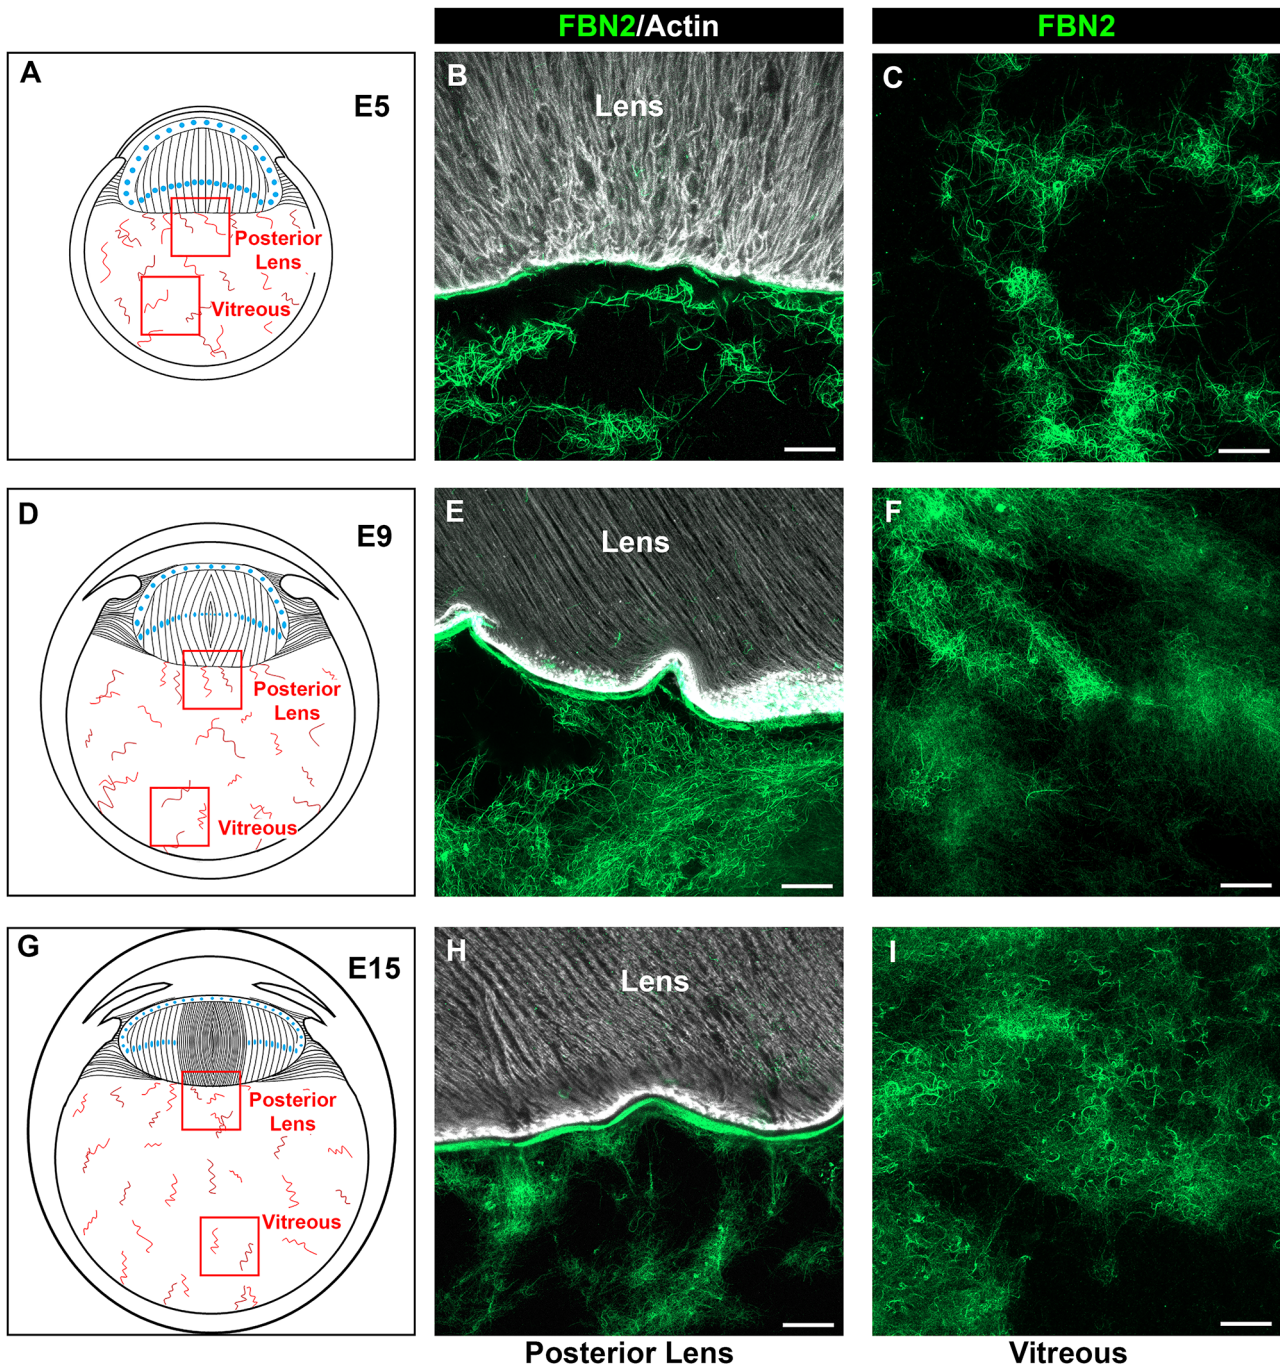 FBN2/Actin
FBN2
A
E5
Posterior
Lens
Vitreous
B
Lens
C
D
E9
Posterior
Lens
Vitreous
E
Lens
F
G
E15
Posterior
Lens
Vitreous
H
Lens
I
Posterior Lens
Vitreous